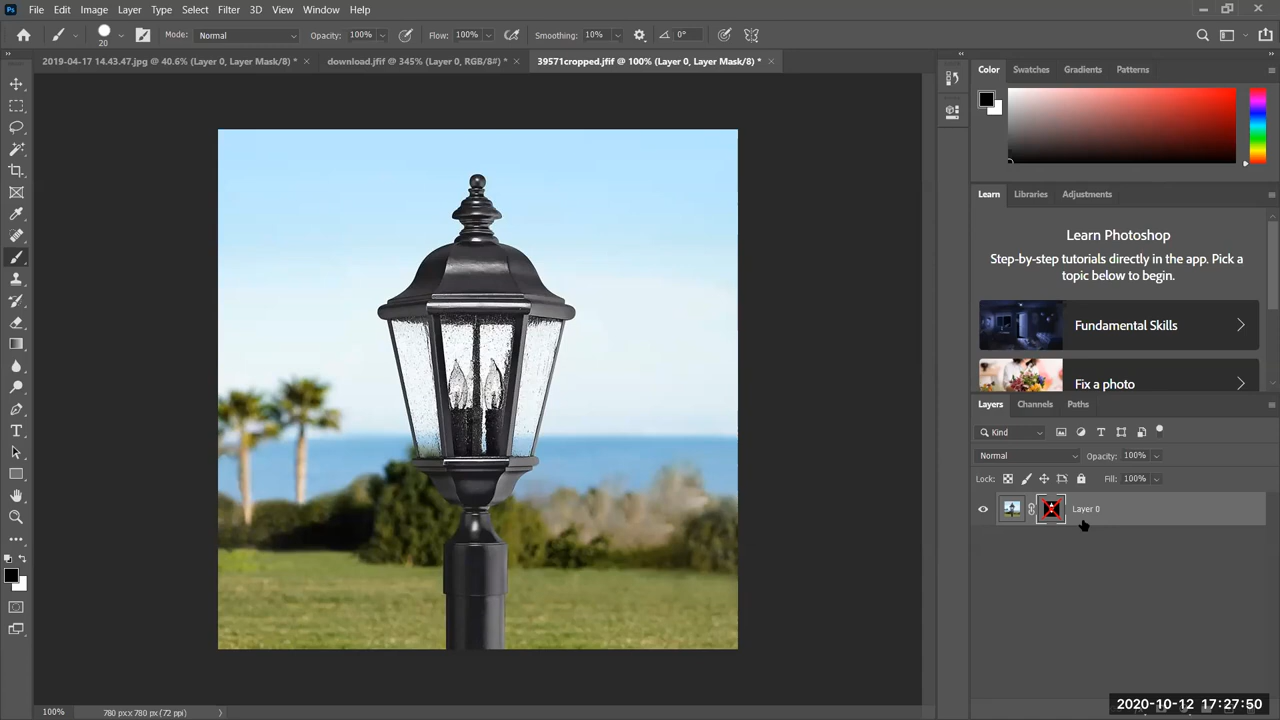 Ps File Edit Image Layer Type Select Filter 3D View Window Help
20 Mode: Normal Opacity: 100% Flow: 100% Smoothing: 10% 0°
2019-04-17 14.43.47.jpg @ 40.6% (Layer 0, Layer Mask/8) * × download.jfif @ 345% (Layer 0, RGB/8#) * × 39571cropped.jfif @ 100% (Layer 0, Layer Mask/8) * ×
Color Swatches Gradients Patterns
Learn Libraries Adjustments
Learn Photoshop
Step-by-step tutorials directly in the app. Pick a
topic below to begin.
Fundamental Skills
Fix a photo
Layers Channels Paths
Kind
Normal Opacity: 100%
Lock: Fill: 100%
Layer 0
100% 780 px x 780 px (72 ppi)
2020-10-12 17:27:50